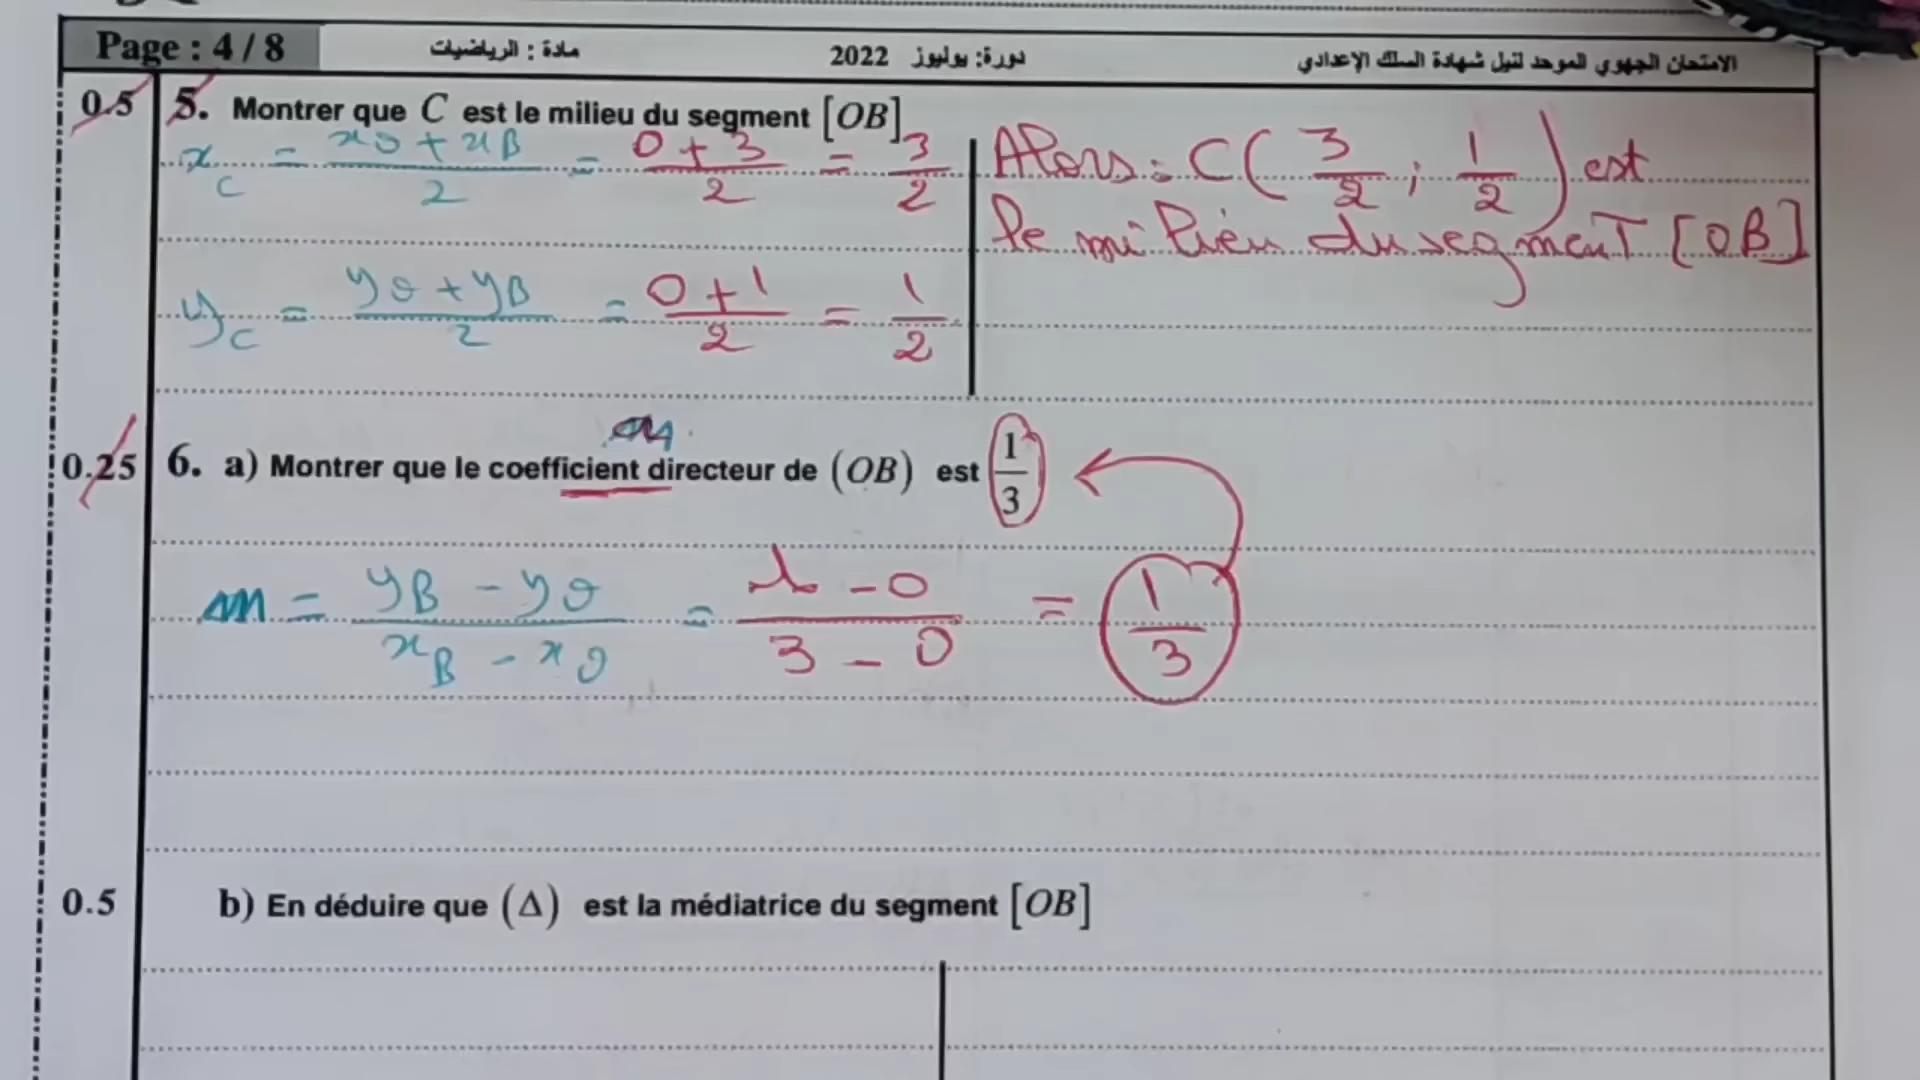 Page : 4 / 8
مادة : الرياضيات
دورة: يوليوز 2022
الامتحان الجهوي الموحد لنيل شهادة السلك الإعدادي
0.5 5. Montrer que C est le milieu du segment [OB]
x_C = (x_O + x_B)/2 = (0 + 3)/2 = 3/2
Alors : C(3/2 ; 1/2) est
le milieu du segment [OB]
y_C = (y_O + y_B)/2 = (0 + 1)/2 = 1/2
m
0.25 6. a) Montrer que le coefficient directeur de (OB) est 1/3
m = (y_B - y_O)/(x_B - x_O) = (1 - 0)/(3 - 0) = 1/3
0.5 b) En déduire que (Δ) est la médiatrice du segment [OB]